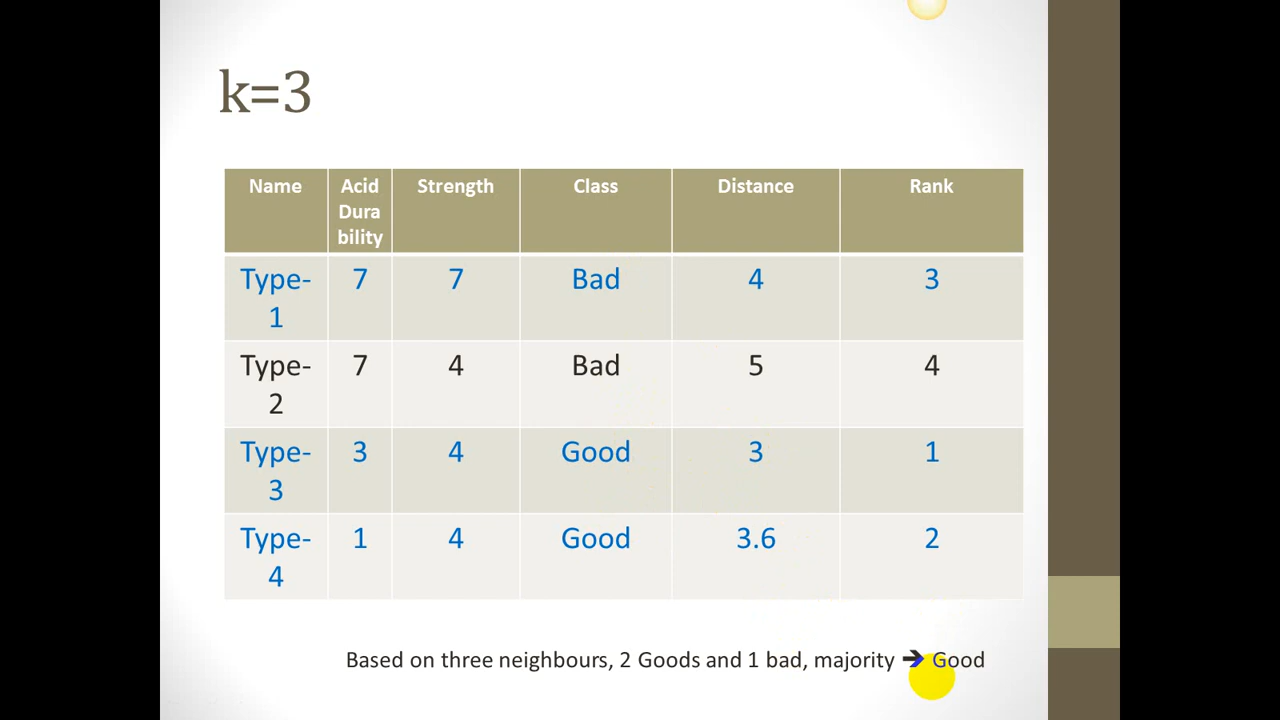 k=3
Name Acid Dura bility Strength Class Distance Rank
Type-1 7 7 Bad 4 3
Type-2 7 4 Bad 5 4
Type-3 3 4 Good 3 1
Type-4 1 4 Good 3.6 2
Based on three neighbours, 2 Goods and 1 bad, majority ➔ Good